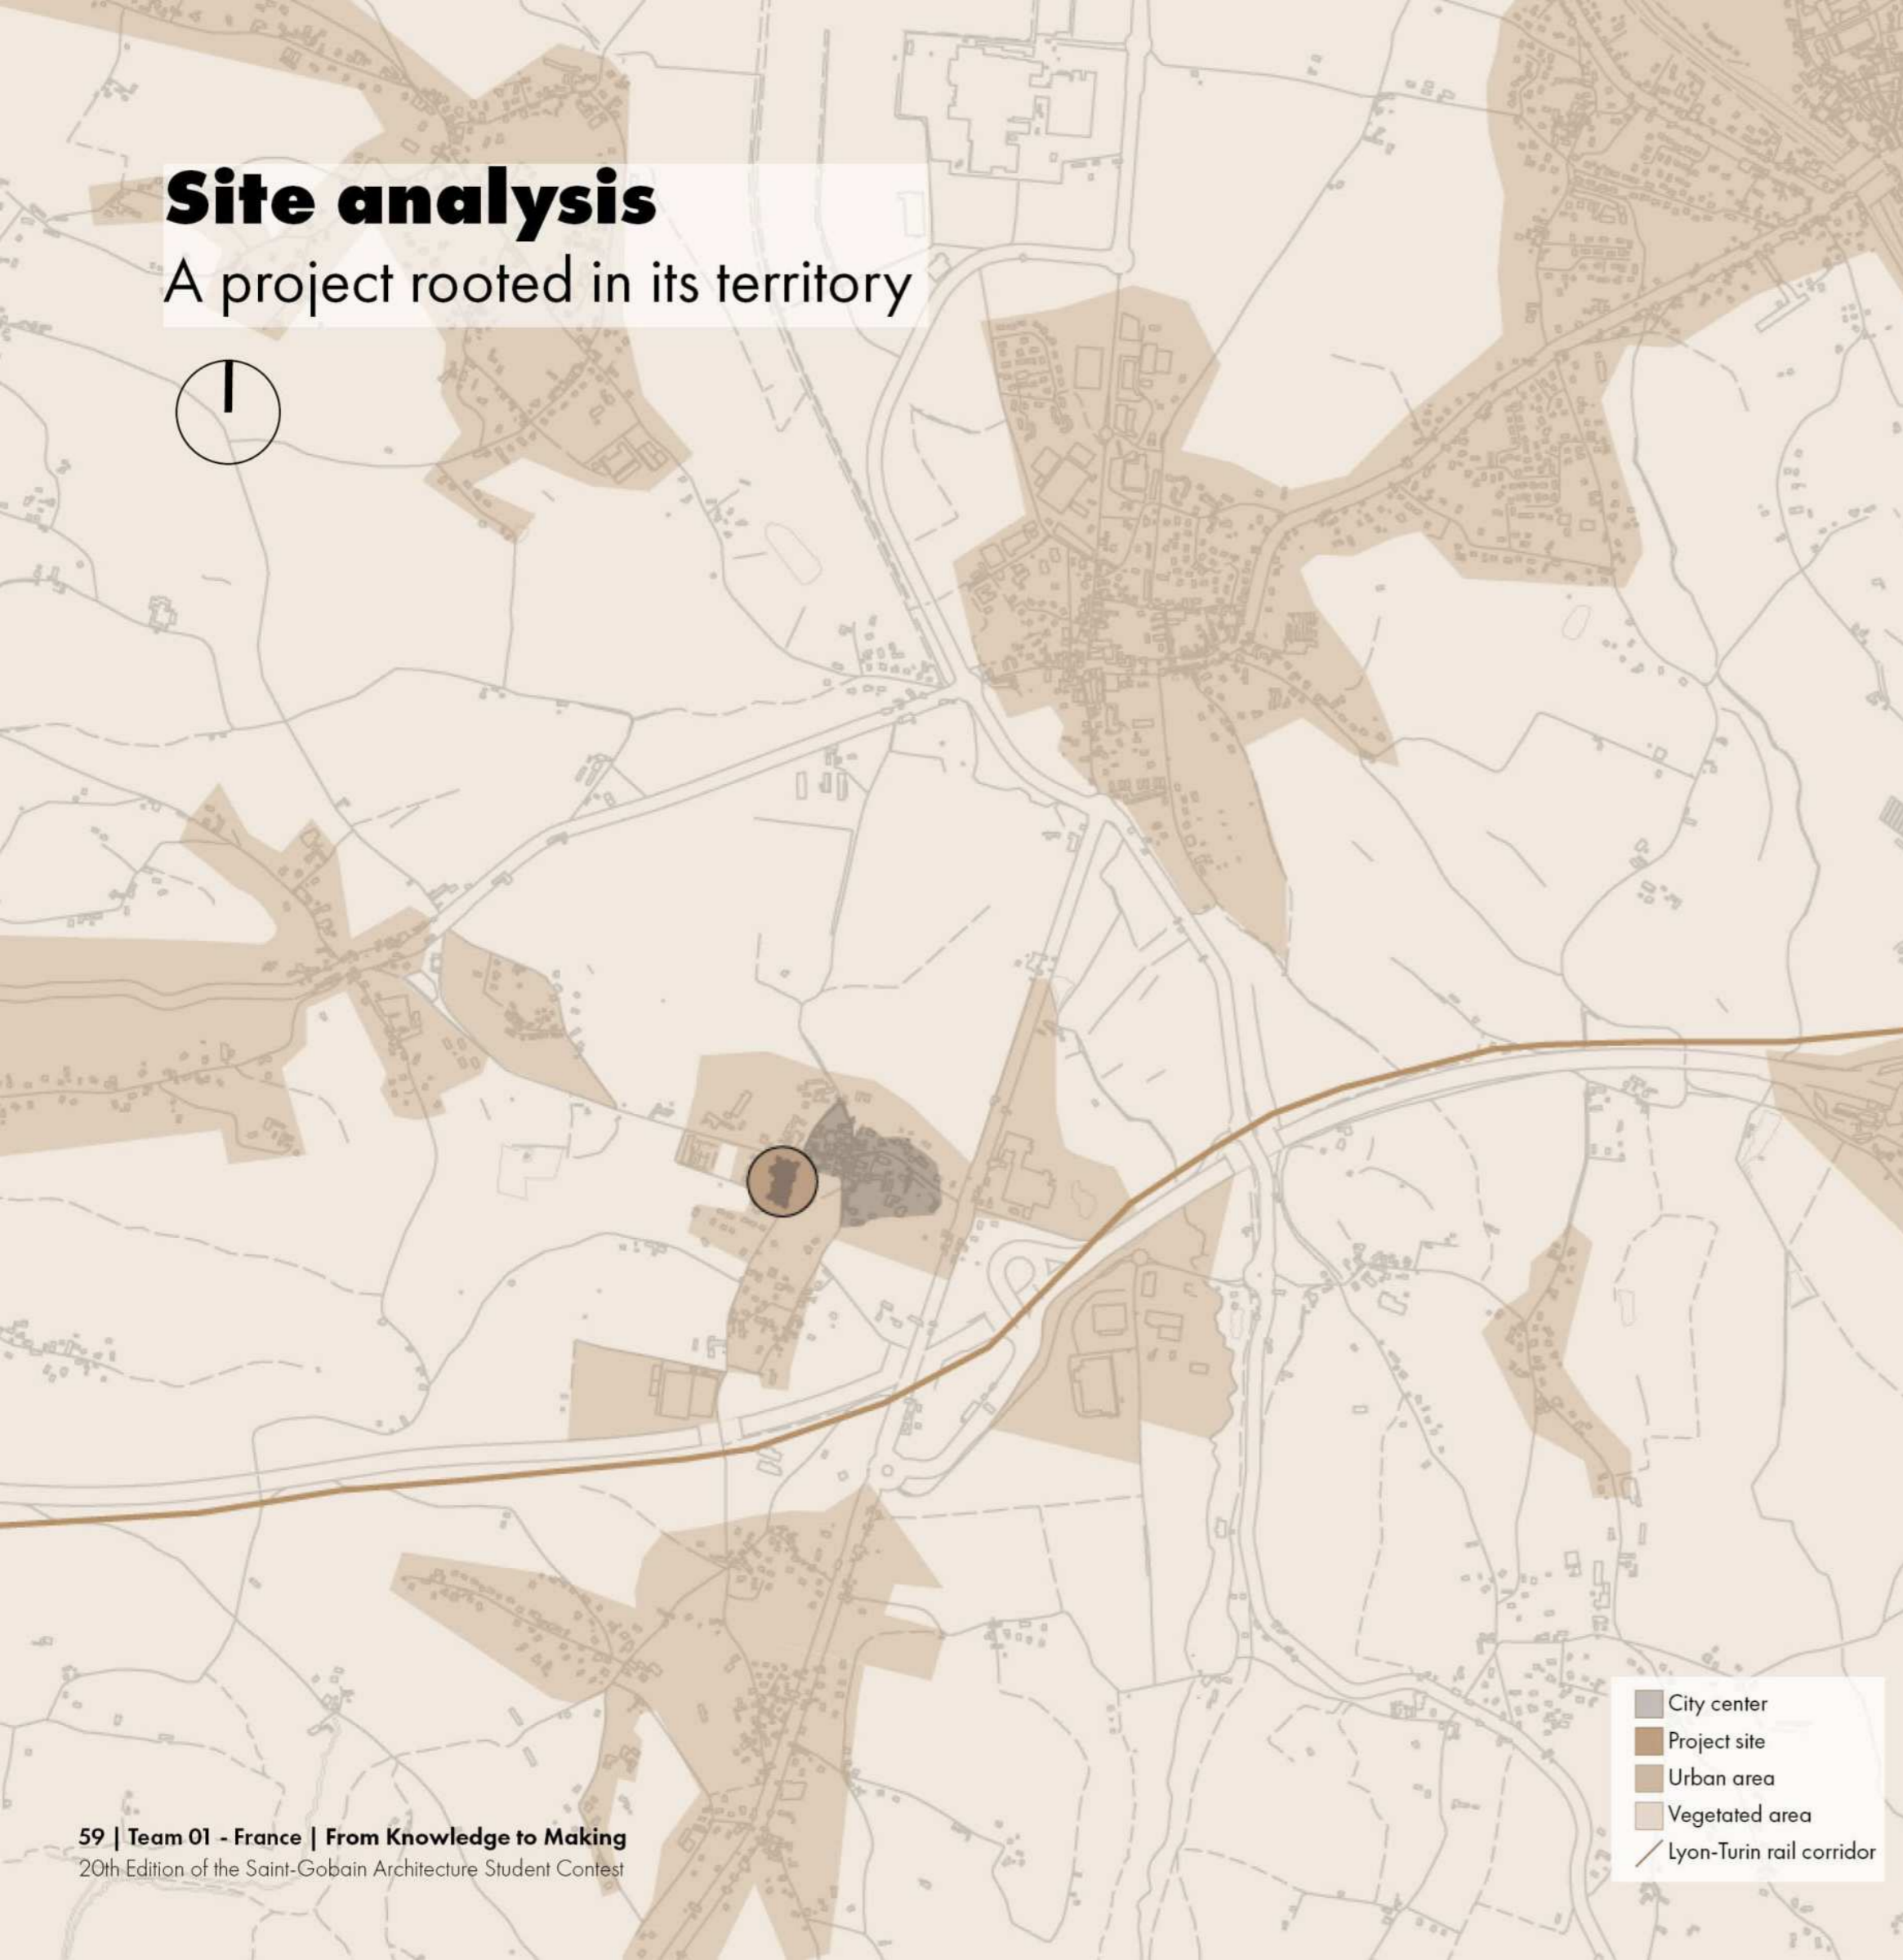 Site analysis
A project rooted in its territory
City center
Project site
Urban area
Vegetated area
Lyon-Turin rail corridor
59 | Team 01 - France | From Knowledge to Making
20th Edition of the Saint-Gobain Architecture Student Contest